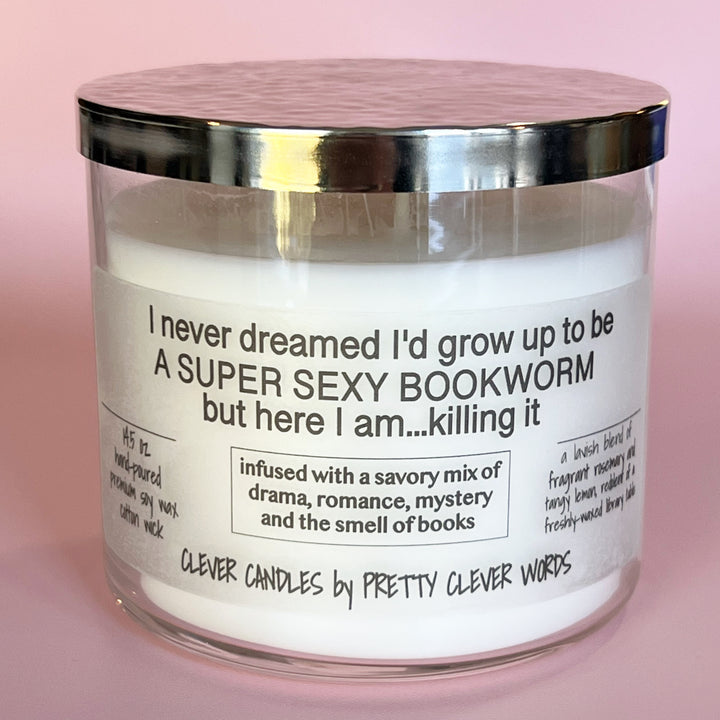 I never dreamed I'd grow up to be
A SUPER SEXY BOOKWORM
but here I am...killing it
14.5 oz
hand-poured
premium soy wax
cotton wick
infused with a savory mix of
drama, romance, mystery
and the smell of books
a lavish blend of
fragrant rosemary and
tangy lemon, redolent of a
freshly-waxed library table
CLEVER CANDLES by PRETTY CLEVER WORDS